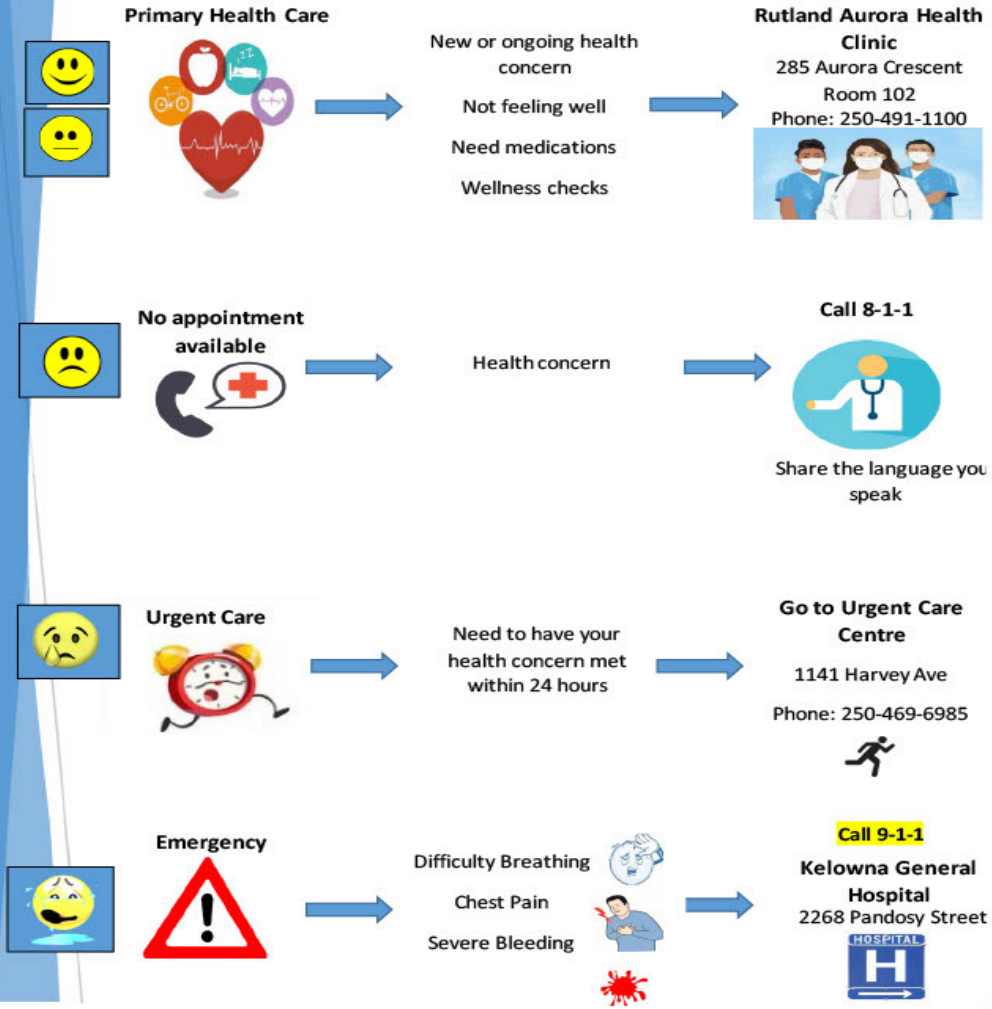 Primary Health Care
New or ongoing health
concern
Not feeling well
Need medications
Wellness checks
Rutland Aurora Health
Clinic
285 Aurora Crescent
Room 102
Phone: 250-491-1100
No appointment
available
Health concern
Call 8-1-1
Share the language you
speak
Urgent Care
Need to have your
health concern met
within 24 hours
Go to Urgent Care
Centre
1141 Harvey Ave
Phone: 250-469-6985
Emergency
Difficulty Breathing
Chest Pain
Severe Bleeding
Call 9-1-1
Kelowna General
Hospital
2268 Pandosy Street
HOSPITAL
H